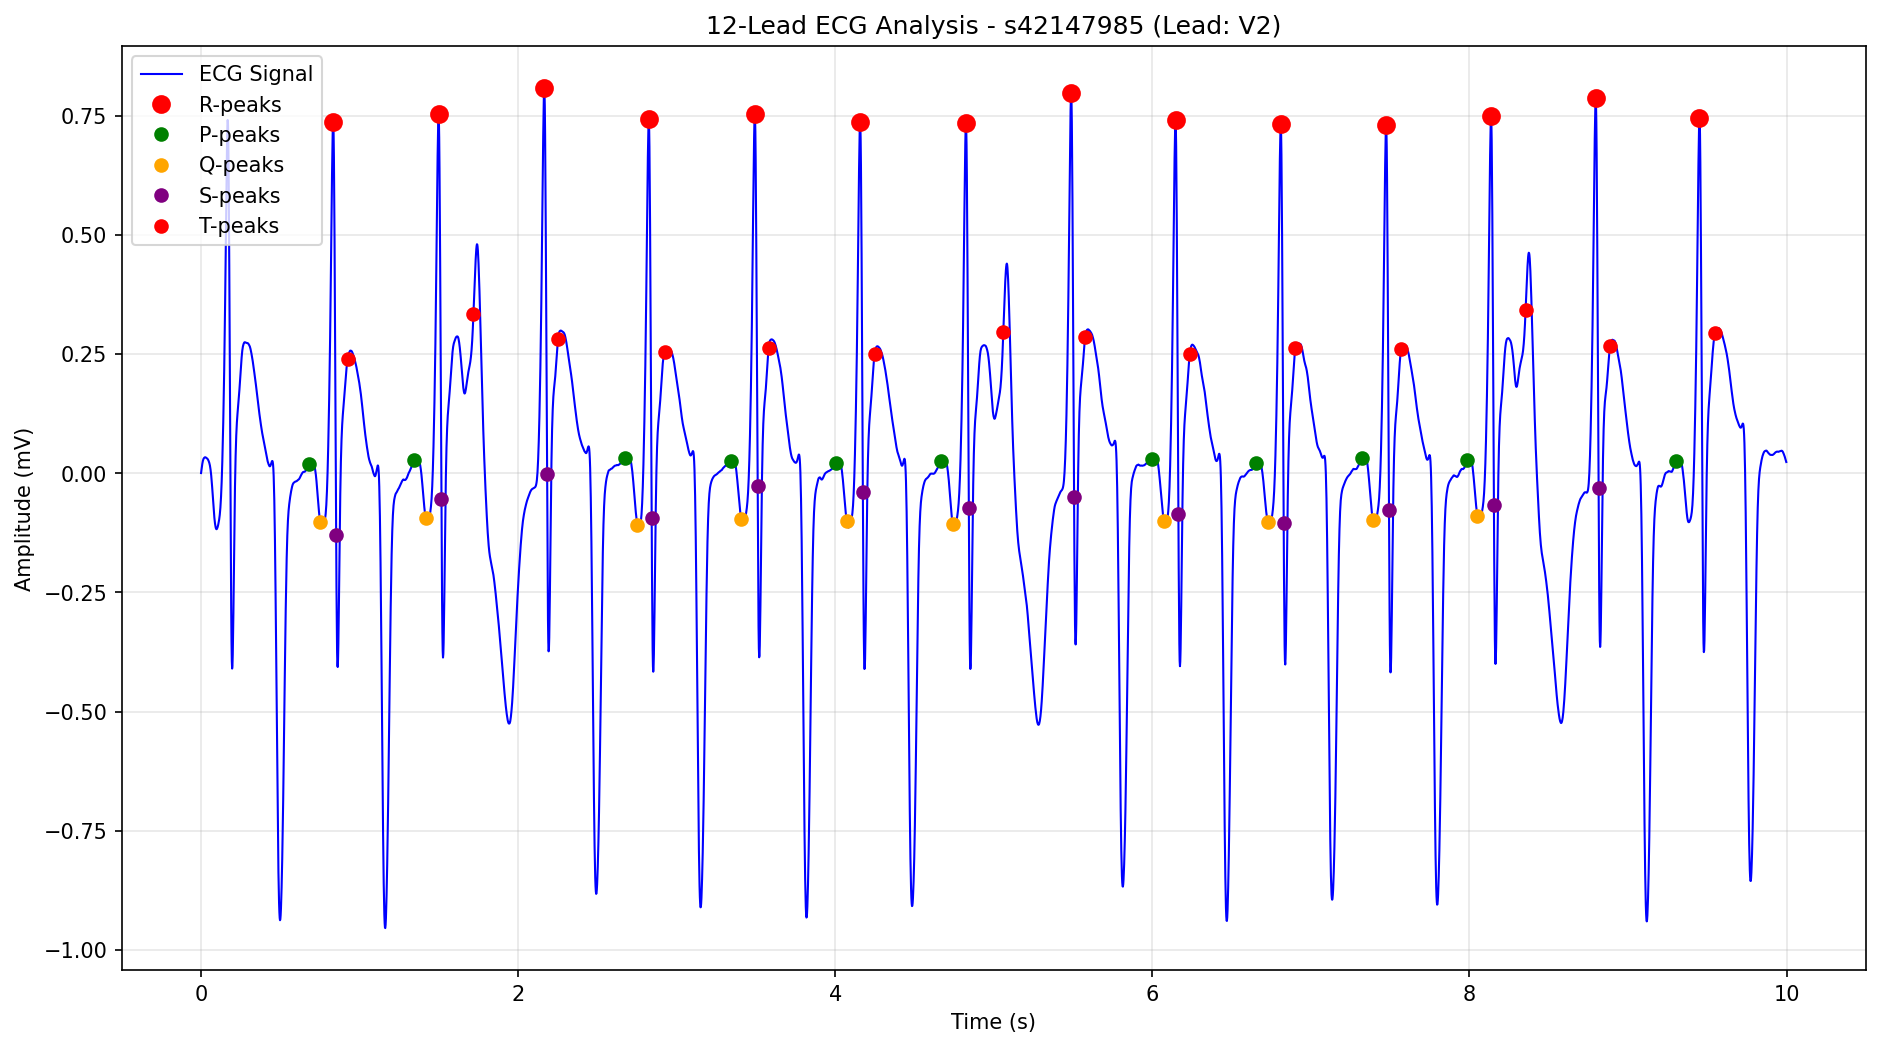 12-Lead ECG Analysis - s42147985 (Lead: V2)
ECG Signal
R-peaks
P-peaks
Q-peaks
S-peaks
T-peaks
0.75
0.50
0.25
0.00
−0.25
−0.50
−0.75
−1.00
Amplitude (mV)
0 2 4 6 8 10
Time (s)